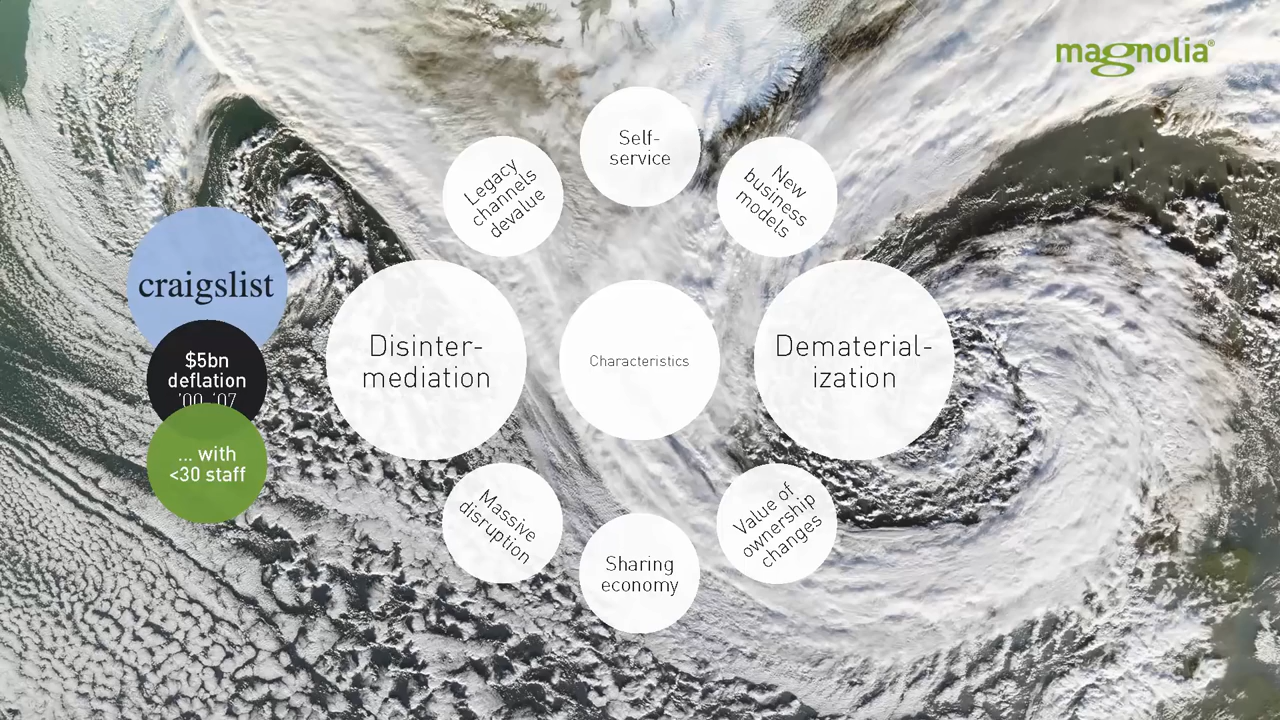 magnolia®
Self-
service
Legacy
channels
devalue
New
business
models
craigslist
$5bn
deflation
'00 '07
... with
<30 staff
Disinter-
mediation
Characteristics
Dematerial-
ization
Massive
disruption
Sharing
economy
Value of
ownership
changes